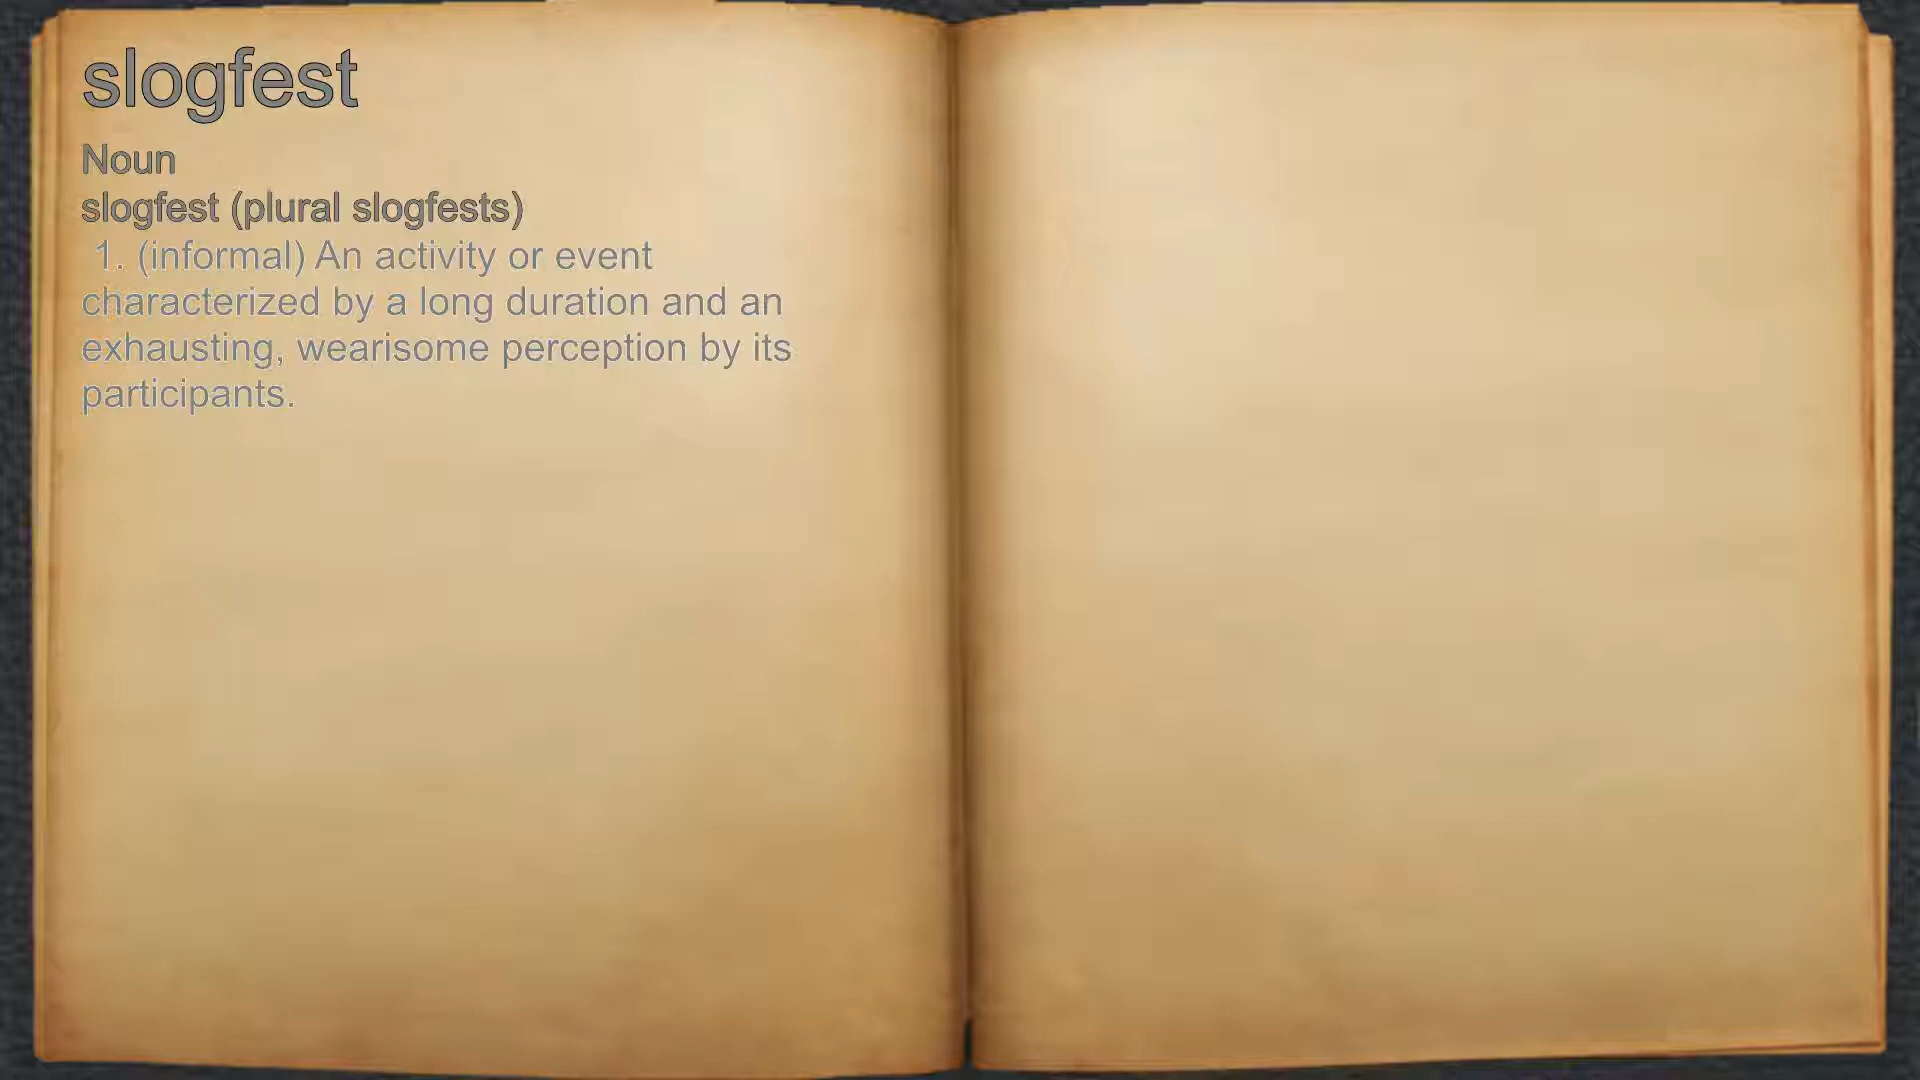 slogfest
Noun
slogfest (plural slogfests)
1. (informal) An activity or event
characterized by a long duration and an
exhausting, wearisome perception by its
participants.